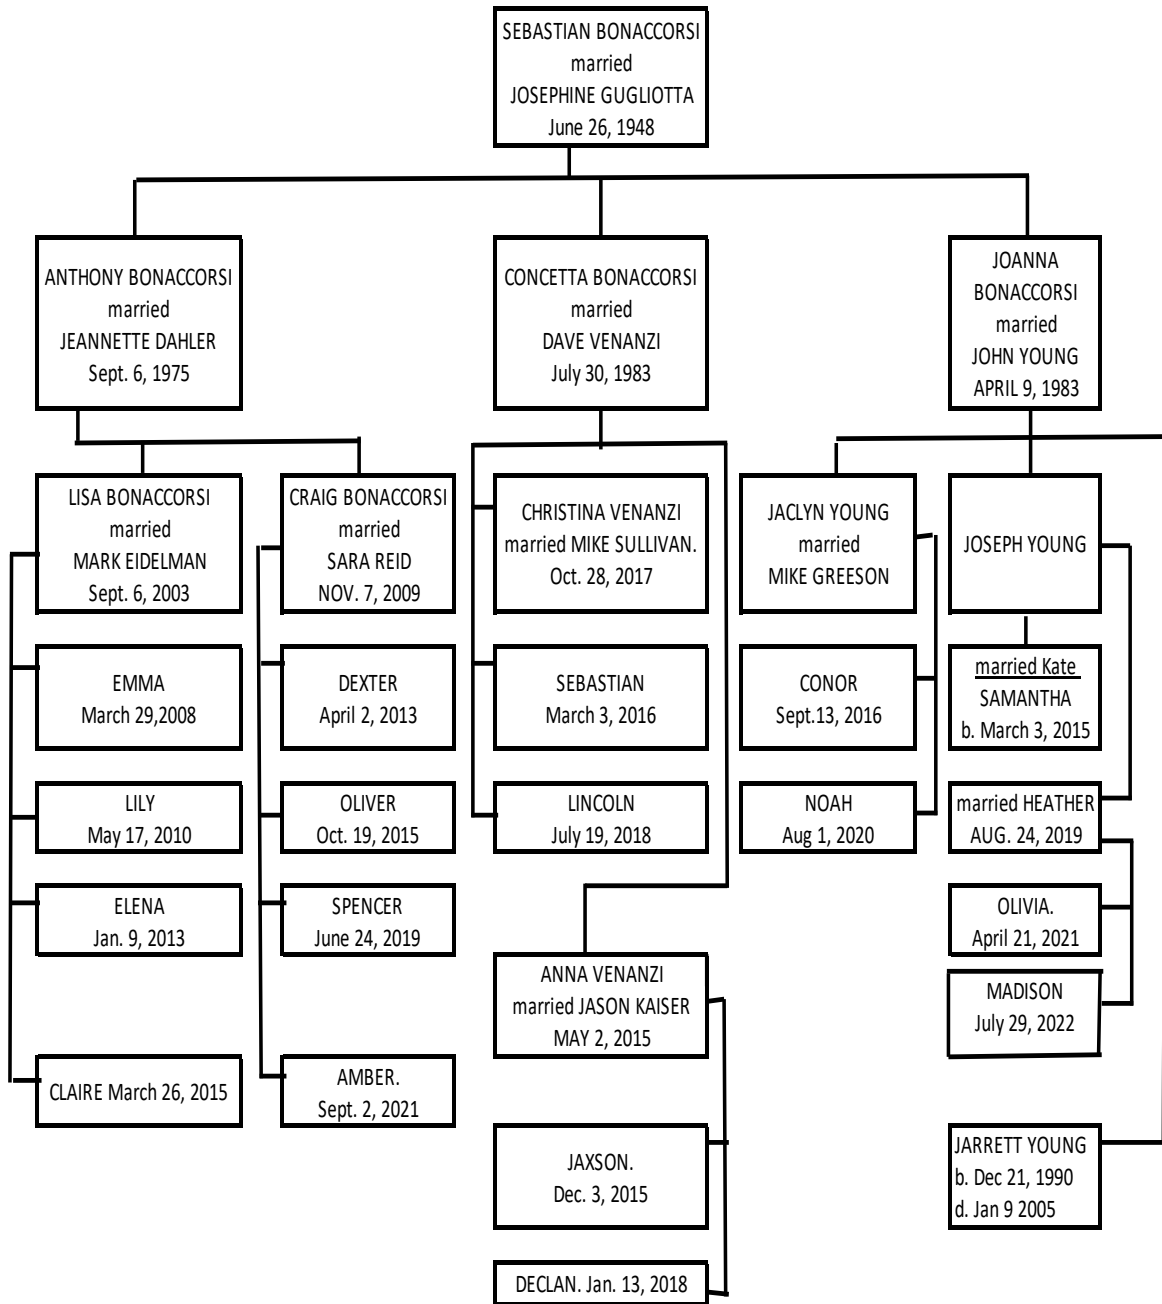 SEBASTIAN BONACCORSI
married
JOSEPHINE GUGLIOTTA
June 26, 1948
ANTHONY BONACCORSI
married
JEANNETTE DAHLER
Sept. 6, 1975
CONCETTA BONACCORSI
married
DAVE VENANZI
July 30, 1983
JOANNA
BONACCORSI
married
JOHN YOUNG
APRIL 9, 1983
LISA BONACCORSI
married
MARK EIDELMAN
Sept. 6, 2003
CRAIG BONACCORSI
married
SARA REID
NOV. 7, 2009
CHRISTINA VENANZI
married MIKE SULLIVAN.
Oct. 28, 2017
JACLYN YOUNG
married
MIKE GREESON
JOSEPH YOUNG
EMMA
March 29,2008
DEXTER
April 2, 2013
SEBASTIAN
March 3, 2016
CONOR
Sept.13, 2016
married Kate
SAMANTHA
b. March 3, 2015
LILY
May 17, 2010
OLIVER
Oct. 19, 2015
LINCOLN
July 19, 2018
NOAH
Aug 1, 2020
married HEATHER
AUG. 24, 2019
ELENA
Jan. 9, 2013
SPENCER
June 24, 2019
OLIVIA.
April 21, 2021
ANNA VENANZI
married JASON KAISER
MAY 2, 2015
MADISON
July 29, 2022
CLAIRE March 26, 2015
AMBER.
Sept. 2, 2021
JAXSON.
Dec. 3, 2015
JARRETT YOUNG
b. Dec 21, 1990
d. Jan 9 2005
DECLAN. Jan. 13, 2018